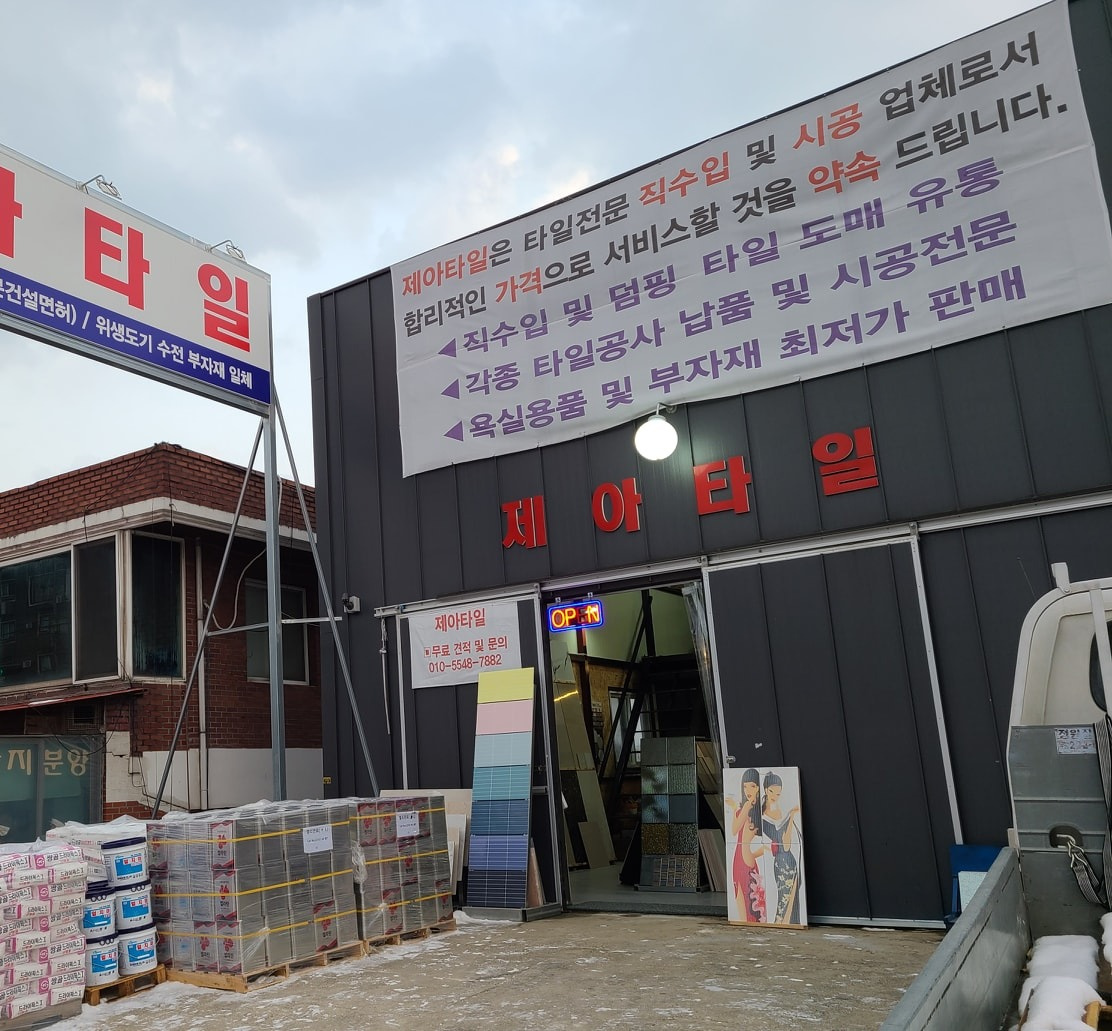 타일
문건설면허) / 위생도기 수전 부자재 일체
제아타일은 타일전문 직수입 및 시공 업체로서
합리적인 가격으로 서비스할 것을 약속 드립니다.
◀직수입 및 덤핑 타일 도매 유통
◀각종 타일공사 납품 및 시공전문
◀욕실용품 및 부자재 최저가 판매
제아타일
OPEN
제아타일
▣무료 견적 및 문의
010-5548-7882
지 분양